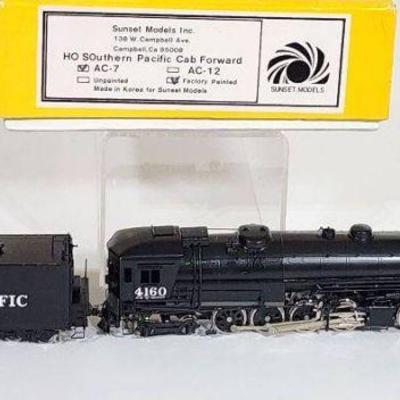 Sunset Models Inc.
138 W. Campbell Ave.
Campbell,Ca 95008
HO SOuthern Pacific Cab Forward
AC-7 AC-12
Unpainted Factory Painted
Made in Korea for Sunset Models
SUNSET MODELS
4160
FIC